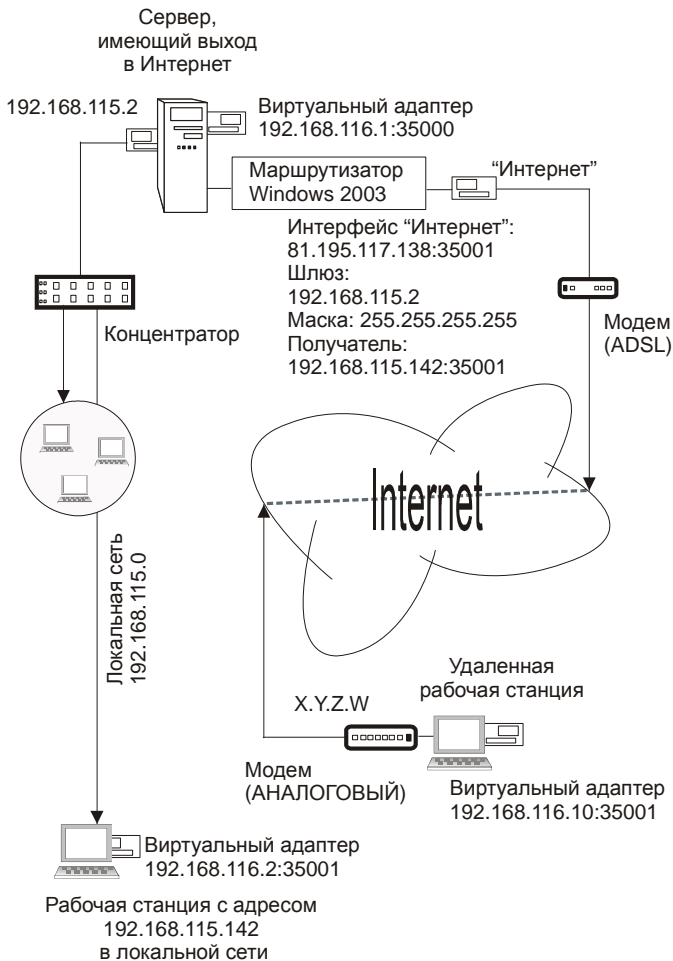 Сервер,
имеющий выход
в Интернет
192.168.115.2
Виртуальный адаптер
192.168.116.1:35000
Маршрутизатор
Windows 2003
“Интернет”
Интерфейс “Интернет”:
81.195.117.138:35001
Шлюз:
192.168.115.2
Маска: 255.255.255.255
Получатель:
192.168.115.142:35001
Концентратор
Модем
(ADSL)
Internet
Локальная сеть
192.168.115.0
Удаленная
рабочая станция
X.Y.Z.W
Модем
(АНАЛОГОВЫЙ)
Виртуальный адаптер
192.168.116.10:35001
Виртуальный адаптер
192.168.116.2:35001
Рабочая станция с адресом
192.168.115.142
в локальной сети